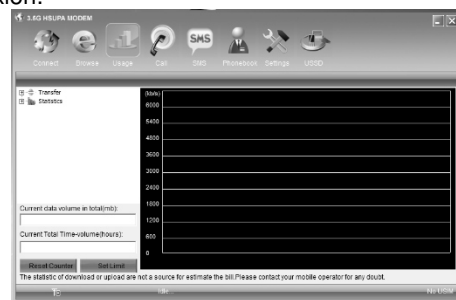 xion.
3.8G HSUPA MODEM
Connect Browse Usage Call SMS Phonebook Settings USSD
SMS
Transfer
Statistics
(kb/s)
6000
5400
4800
3600
3000
2400
1800
1200
600
0
Current data volume in total(mb):
Current Total Time-volume(hours):
Reset Counter Set Limit
The statistic of download or upload are not a source for estimate the bill.Please contact your mobile operator for any doubt.
Idle... No USIM